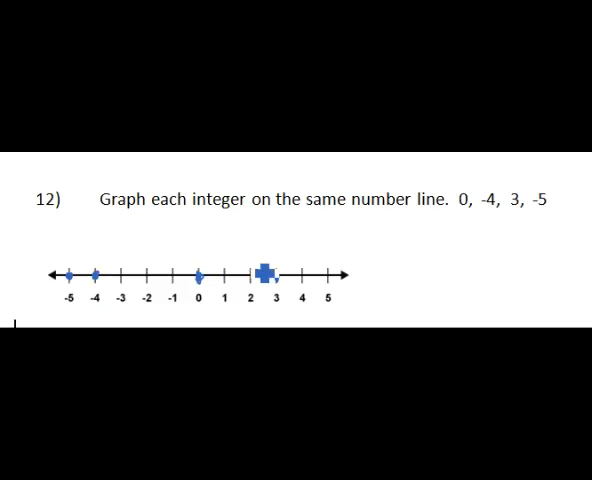 12) Graph each integer on the same number line. 0, -4, 3, -5
-5 -4 -3 -2 -1 0 1 2 3 4 5